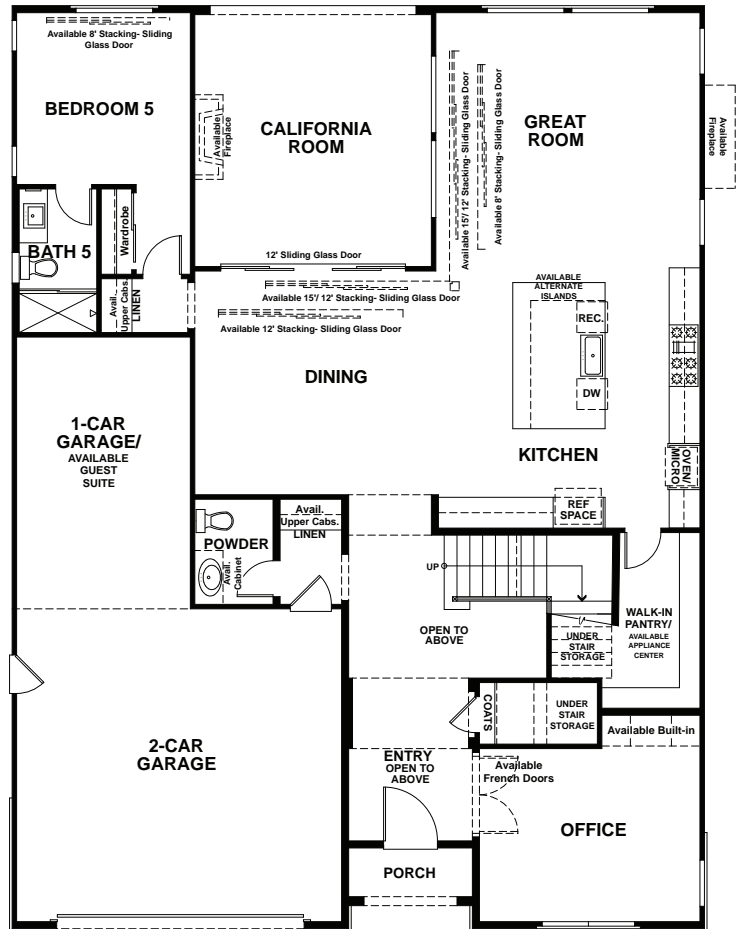 Available 8' Stacking- Sliding
Glass Door
BEDROOM 5
CALIFORNIA
ROOM
Available
Fireplace
Available 15'/ 12' Stacking- Sliding Glass Door
Available 8' Stacking- Sliding Glass Door
GREAT
ROOM
Available
Fireplace
Wardrobe
BATH 5
Avail.
Upper Cabs.
LINEN
12' Sliding Glass Door
Available 15'/ 12' Stacking- Sliding Glass Door
Available 12' Stacking- Sliding Glass Door
AVAILABLE
ALTERNATE
ISLANDS
REC.
DW
DINING
KITCHEN
OVEN/
MICRO
REF
SPACE
1-CAR
GARAGE/
AVAILABLE
GUEST
SUITE
POWDER
Avail.
Cabinet
Avail.
Upper Cabs.
LINEN
UP
OPEN TO
ABOVE
UNDER
STAIR
STORAGE
WALK-IN
PANTRY/
AVAILABLE
APPLIANCE
CENTER
COATS
UNDER
STAIR
STORAGE
Available Built-in
2-CAR
GARAGE
ENTRY
OPEN TO
ABOVE
Available
French Doors
OFFICE
PORCH